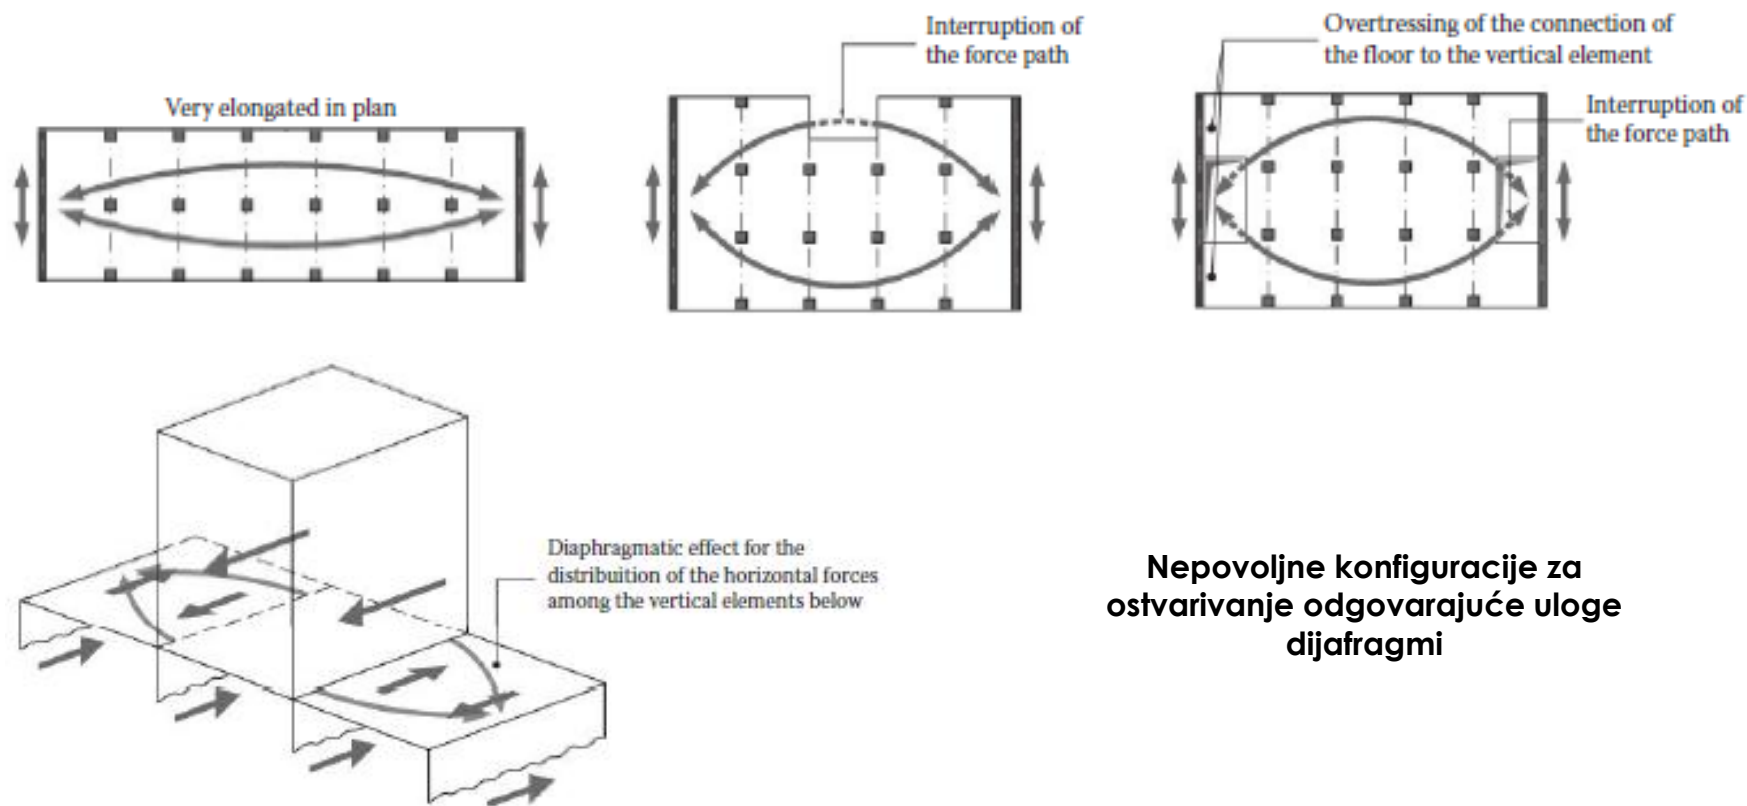 Very elongated in plan
Interruption of
the force path
Overtressing of the connection of
the floor to the vertical element
Interruption of
the force path
Diaphragmatic effect for the
distribuition of the horizontal forces
among the vertical elements below
Nepovoljne konfiguracije za
ostvarivanje odgovarajuće uloge
dijafragmi